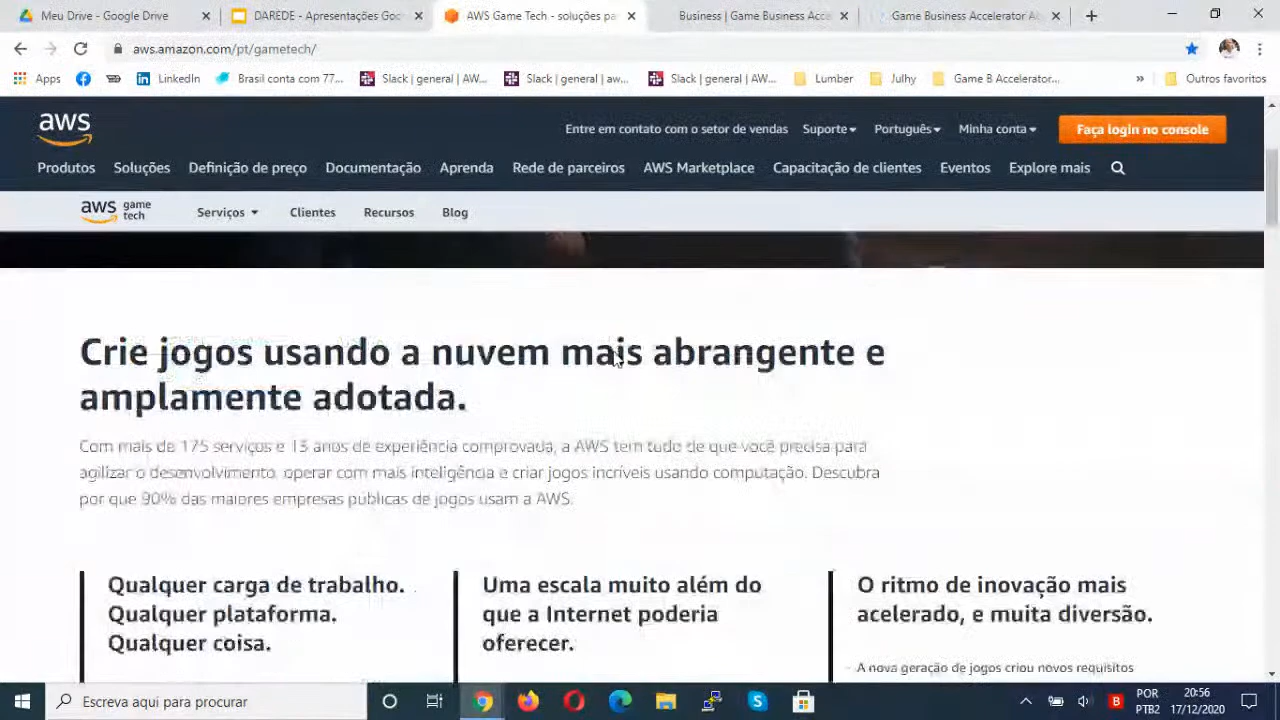 Meu Drive - Google Drive
DAREDE - Apresentações Goo
AWS Game Tech - soluções pa
Business | Game Business Acce
Game Business Accelerator A
aws.amazon.com/pt/gametech/
Apps
LinkedIn
Brasil conta com 77...
Slack | general | AW...
Slack | general | aw...
Slack | general | AW...
Lumber
Julhy
Game B Accelerator...
»
Outros favoritos
aws
Entre em contato com o setor de vendas
Suporte
Português
Minha conta
Faça login no console
Produtos
Soluções
Definição de preço
Documentação
Aprenda
Rede de parceiros
AWS Marketplace
Capacitação de clientes
Eventos
Explore mais
aws game tech
Serviços
Clientes
Recursos
Blog
Crie jogos usando a nuvem mais abrangente e
amplamente adotada.
Com mais de 175 serviços e 13 anos de experiência comprovada, a AWS tem tudo de que você precisa para
agilizar o desenvolvimento, operar com mais inteligência e criar jogos incríveis usando computação. Descubra
por que 90% das maiores empresas públicas de jogos usam a AWS.
Qualquer carga de trabalho.
Qualquer plataforma.
Qualquer coisa.
Uma escala muito além do
que a Internet poderia
oferecer.
O ritmo de inovação mais
acelerado, e muita diversão.
A nova geração de jogos criou novos requisitos
Escreva aqui para procurar
POR
PTB2
20:56
17/12/2020